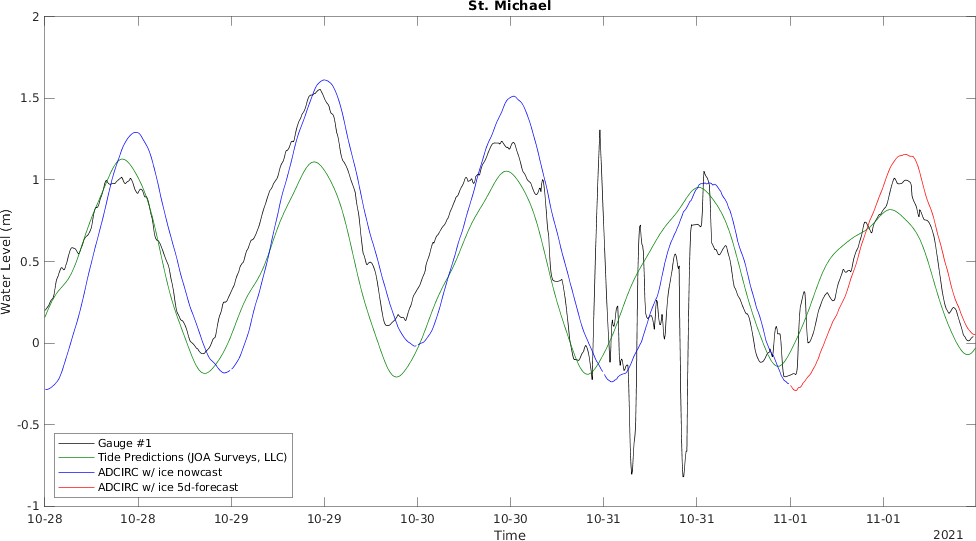 St. Michael
2
1.5
1
0.5
0
-0.5
-1
Water Level (m)
Gauge #1
Tide Predictions (JOA Surveys, LLC)
ADCIRC w/ ice nowcast
ADCIRC w/ ice 5d-forecast
10-28 10-28 10-29 10-29 10-30 10-30 10-31 10-31 11-01 11-01
Time
2021